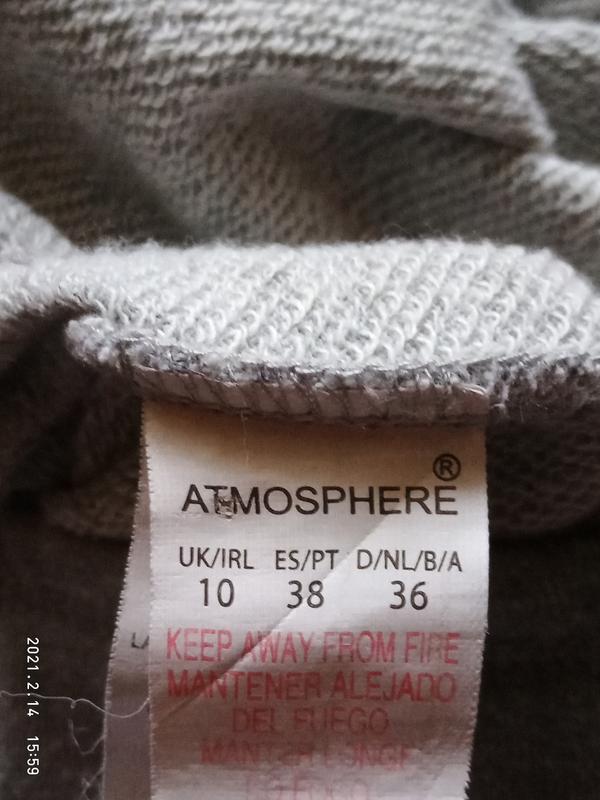 ®
ATMOSPHERE
UK/IRL ES/PT D/NL/B/A
10 38 36
KEEP AWAY FROM FIRE
MANTENER ALEJADO
DEL FUEGO
LA
2021.2.14 15:59